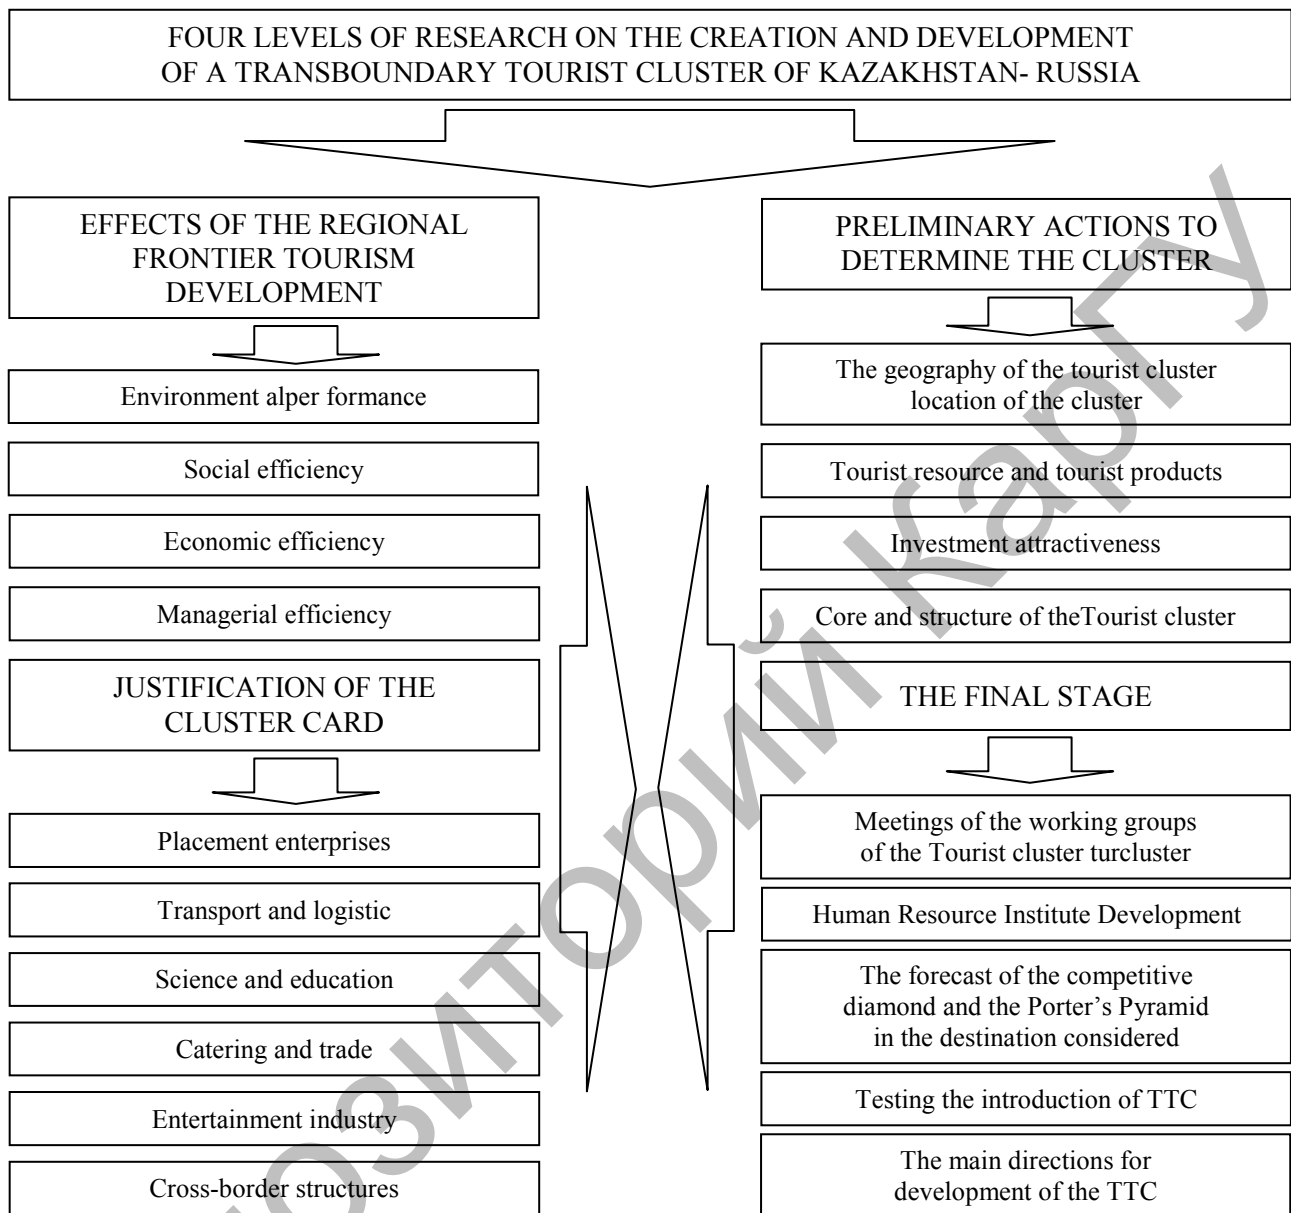 FOUR LEVELS OF RESEARCH ON THE CREATION AND DEVELOPMENT
OF A TRANSBOUNDARY TOURIST CLUSTER OF KAZAKHSTAN- RUSSIA
EFFECTS OF THE REGIONAL
FRONTIER TOURISM
DEVELOPMENT
Environment alper formance
Social efficiency
Economic efficiency
Managerial efficiency
JUSTIFICATION OF THE
CLUSTER CARD
Placement enterprises
Transport and logistic
Science and education
Catering and trade
Entertainment industry
Cross-border structures
PRELIMINARY ACTIONS TO
DETERMINE THE CLUSTER
The geography of the tourist cluster
location of the cluster
Tourist resource and tourist products
Investment attractiveness
Core and structure of theTourist cluster
THE FINAL STAGE
Meetings of the working groups
of the Tourist cluster turcluster
Human Resource Institute Development
The forecast of the competitive
diamond and the Porter's Pyramid
in the destination considered
Testing the introduction of TTC
The main directions for
development of the TTC
позиторий КарГУ